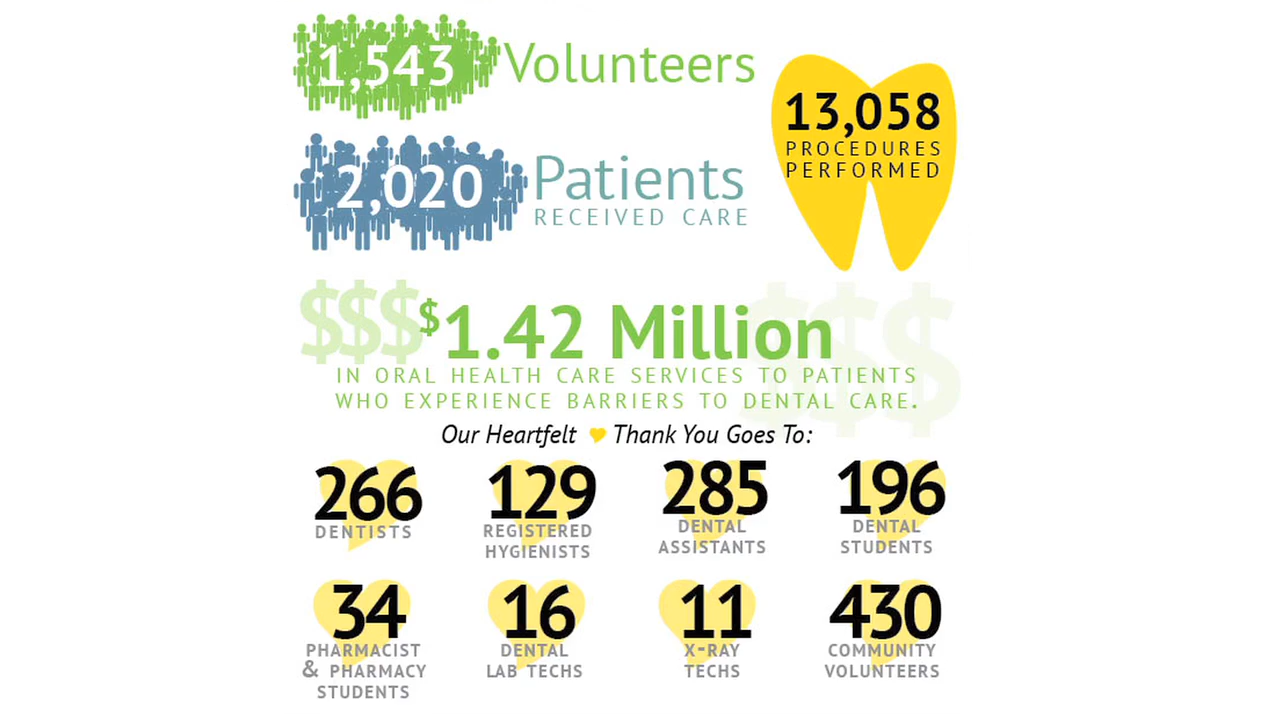 1,543 Volunteers
13,058
PROCEDURES
PERFORMED
2,020 Patients
RECEIVED CARE
$$$ $1.42 Million $$$
IN ORAL HEALTH CARE SERVICES TO PATIENTS
WHO EXPERIENCE BARRIERS TO DENTAL CARE.
Our Heartfelt Thank You Goes To:
266
DENTISTS
129
REGISTERED
HYGIENISTS
285
DENTAL
ASSISTANTS
196
DENTAL
STUDENTS
34
PHARMACIST
& PHARMACY
STUDENTS
16
DENTAL
LAB TECHS
11
X-RAY
TECHS
430
COMMUNITY
VOLUNTEERS